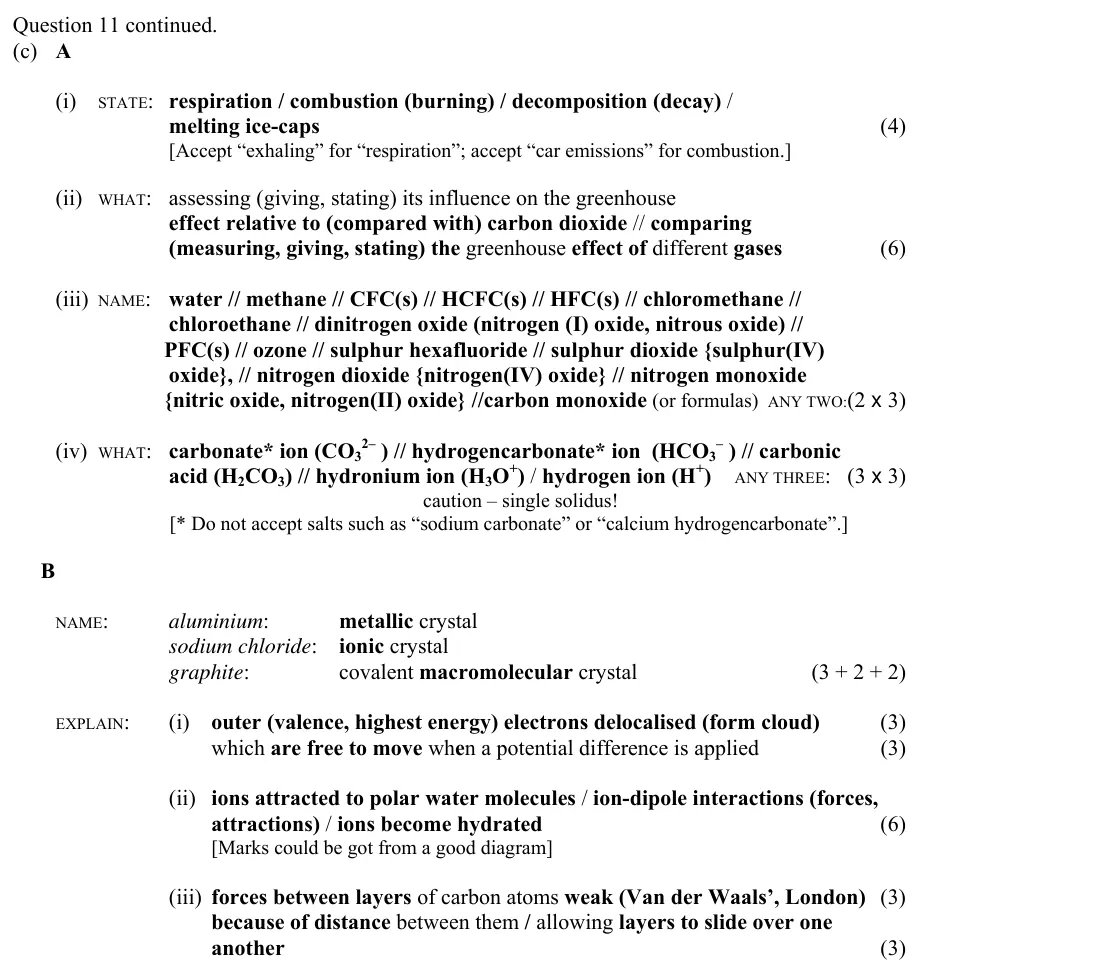 Question 11 continued.
(c) A
(i) STATE: respiration / combustion (burning) / decomposition (decay) /
melting ice-caps (4)
[Accept “exhaling” for “respiration”; accept “car emissions” for combustion.]
(ii) WHAT: assessing (giving, stating) its influence on the greenhouse
effect relative to (compared with) carbon dioxide // comparing
(measuring, giving, stating) the greenhouse effect of different gases (6)
(iii) NAME: water // methane // CFC(s) // HCFC(s) // HFC(s) // chloromethane //
chloroethane // dinitrogen oxide (nitrogen (I) oxide, nitrous oxide) //
PFC(s) // ozone // sulphur hexafluoride // sulphur dioxide {sulphur(IV)
oxide}, // nitrogen dioxide {nitrogen(IV) oxide} // nitrogen monoxide
{nitric oxide, nitrogen(II) oxide} //carbon monoxide (or formulas) ANY TWO:(2 x 3)
(iv) WHAT: carbonate* ion (CO₃²⁻ ) // hydrogencarbonate* ion (HCO₃⁻ ) // carbonic
acid (H₂CO₃) // hydronium ion (H₃O⁺) / hydrogen ion (H⁺) ANY THREE: (3 x 3)
caution – single solidus!
[* Do not accept salts such as “sodium carbonate” or “calcium hydrogencarbonate”.]
B
NAME: aluminium: metallic crystal
sodium chloride: ionic crystal
graphite: covalent macromolecular crystal (3 + 2 + 2)
EXPLAIN: (i) outer (valence, highest energy) electrons delocalised (form cloud) (3)
which are free to move when a potential difference is applied (3)
(ii) ions attracted to polar water molecules / ion-dipole interactions (forces,
attractions) / ions become hydrated (6)
[Marks could be got from a good diagram]
(iii) forces between layers of carbon atoms weak (Van der Waals’, London) (3)
because of distance between them / allowing layers to slide over one
another (3)